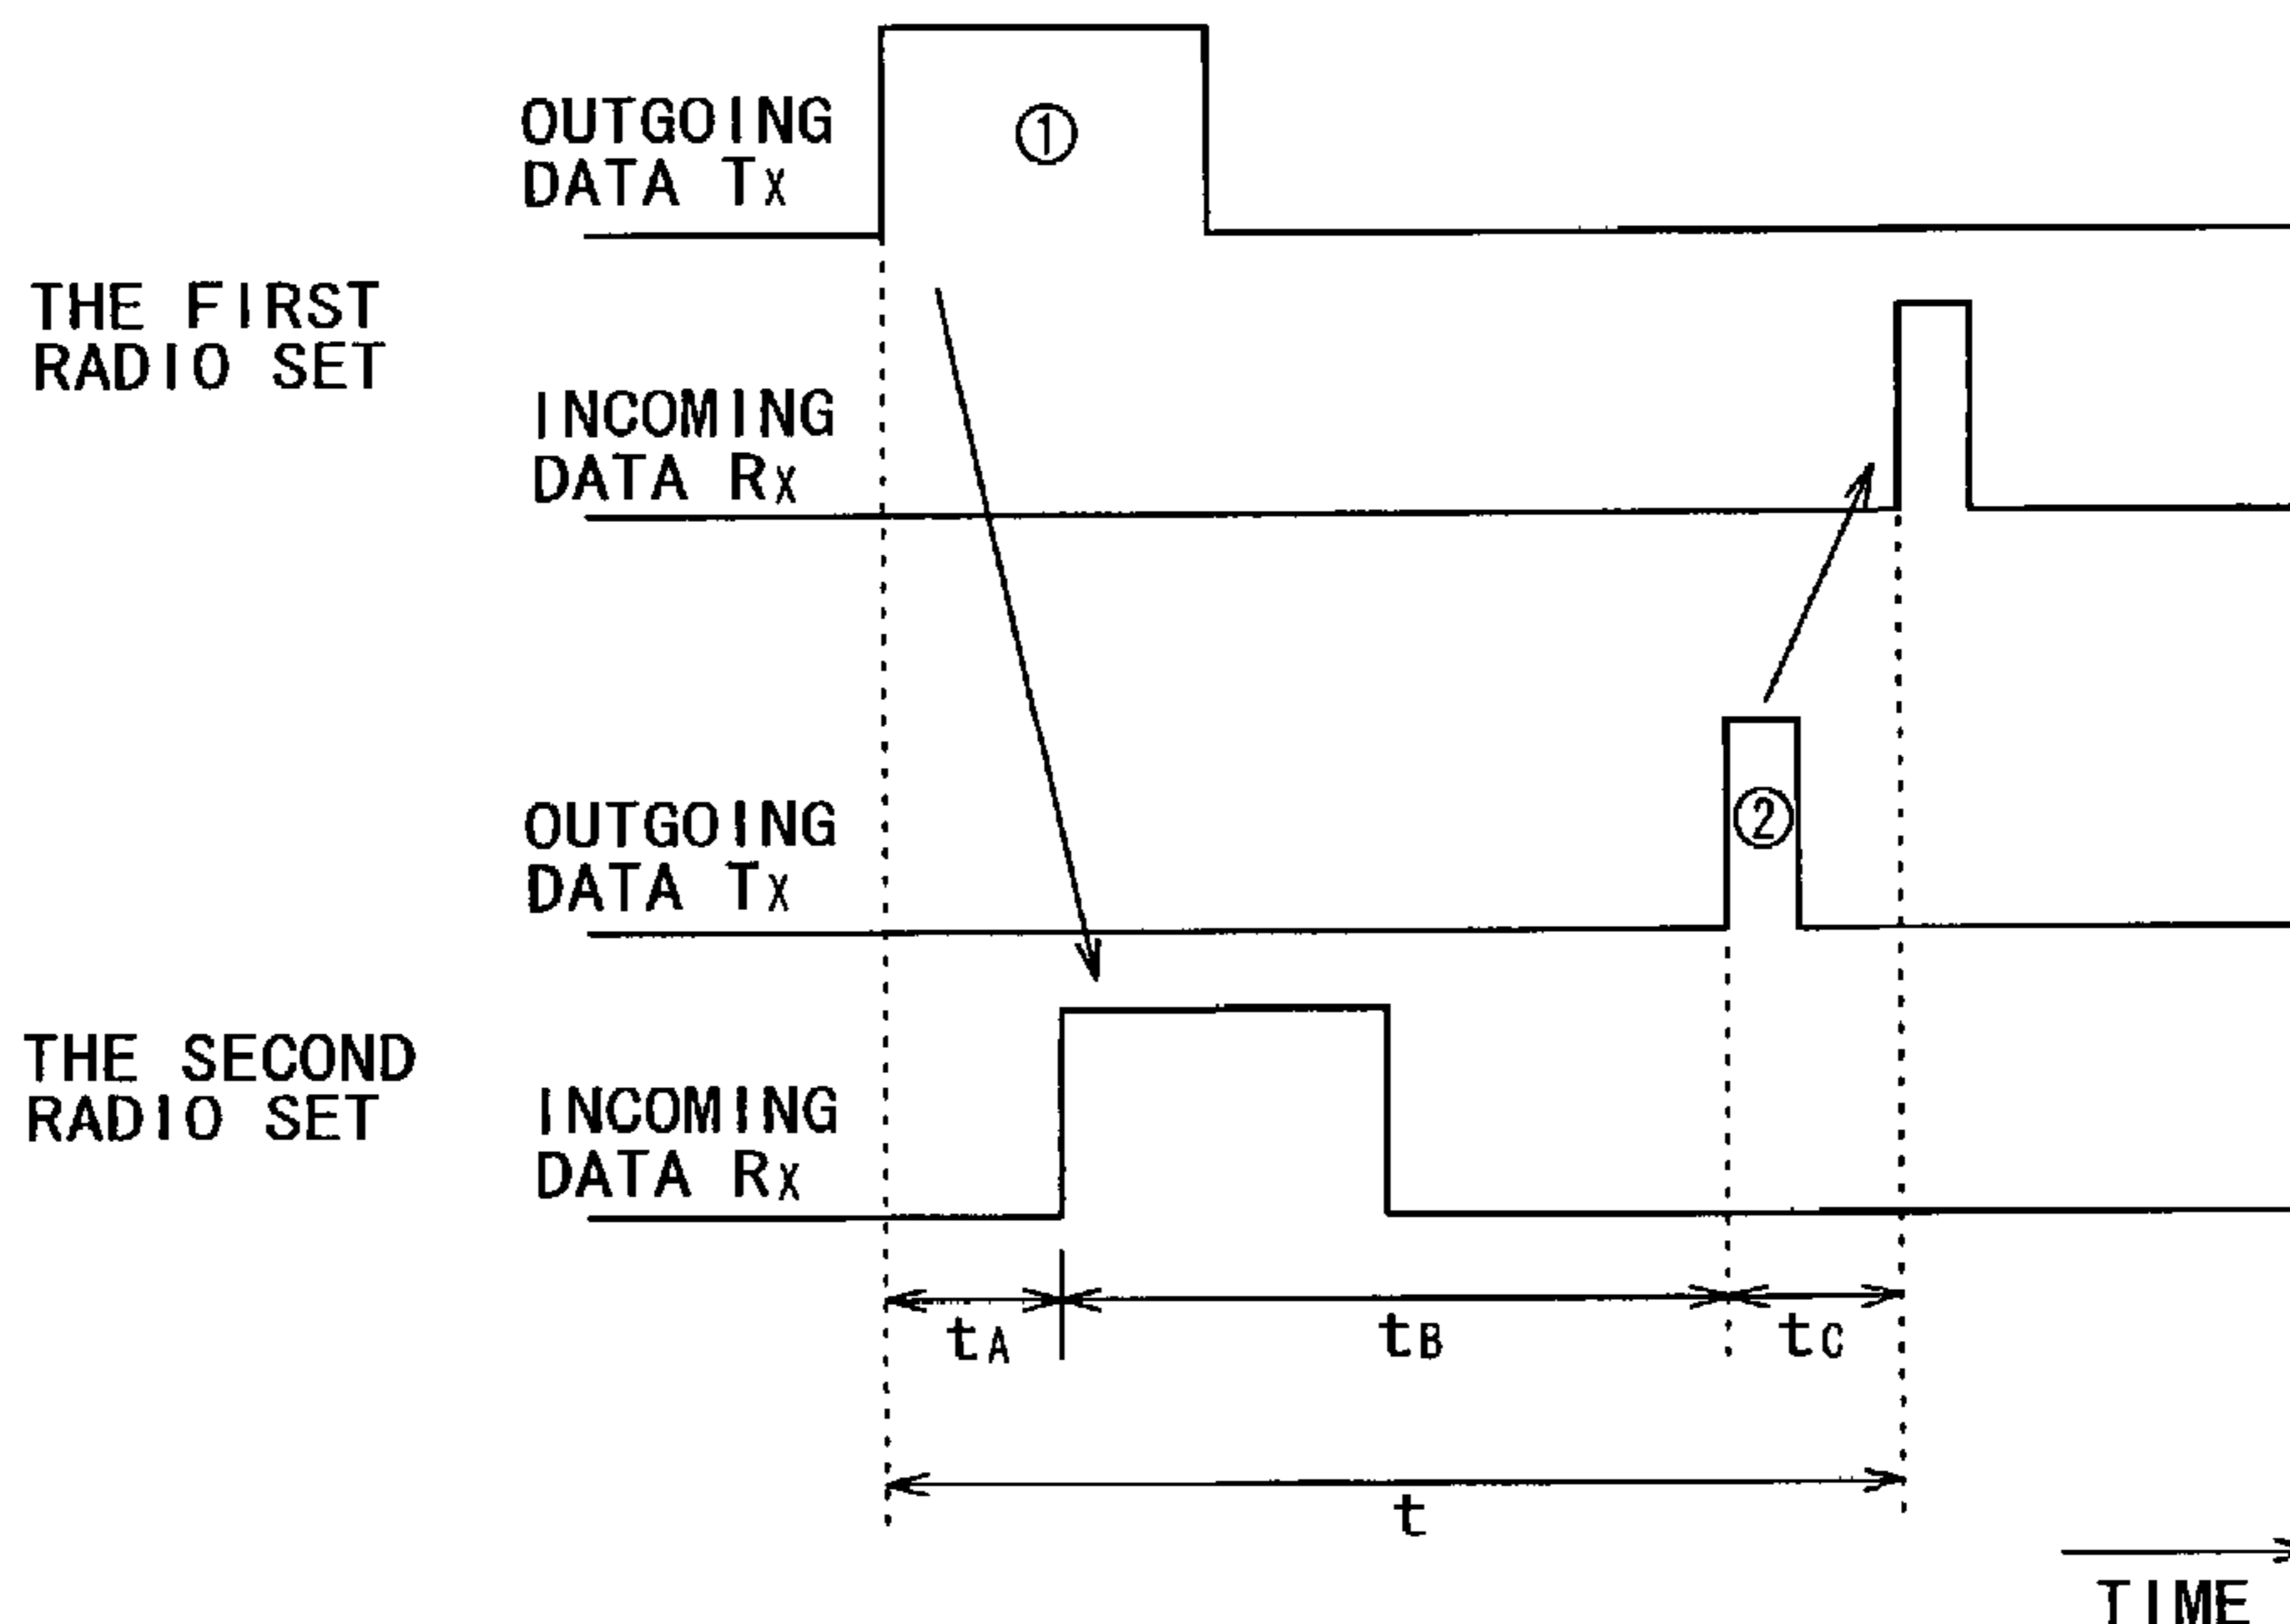 OUTGOING
DATA Tx
①
THE FIRST
RADIO SET
INCOMING
DATA Rx
OUTGOING
DATA Tx
②
THE SECOND
RADIO SET
INCOMING
DATA Rx
tA
tB
tC
t
TIME